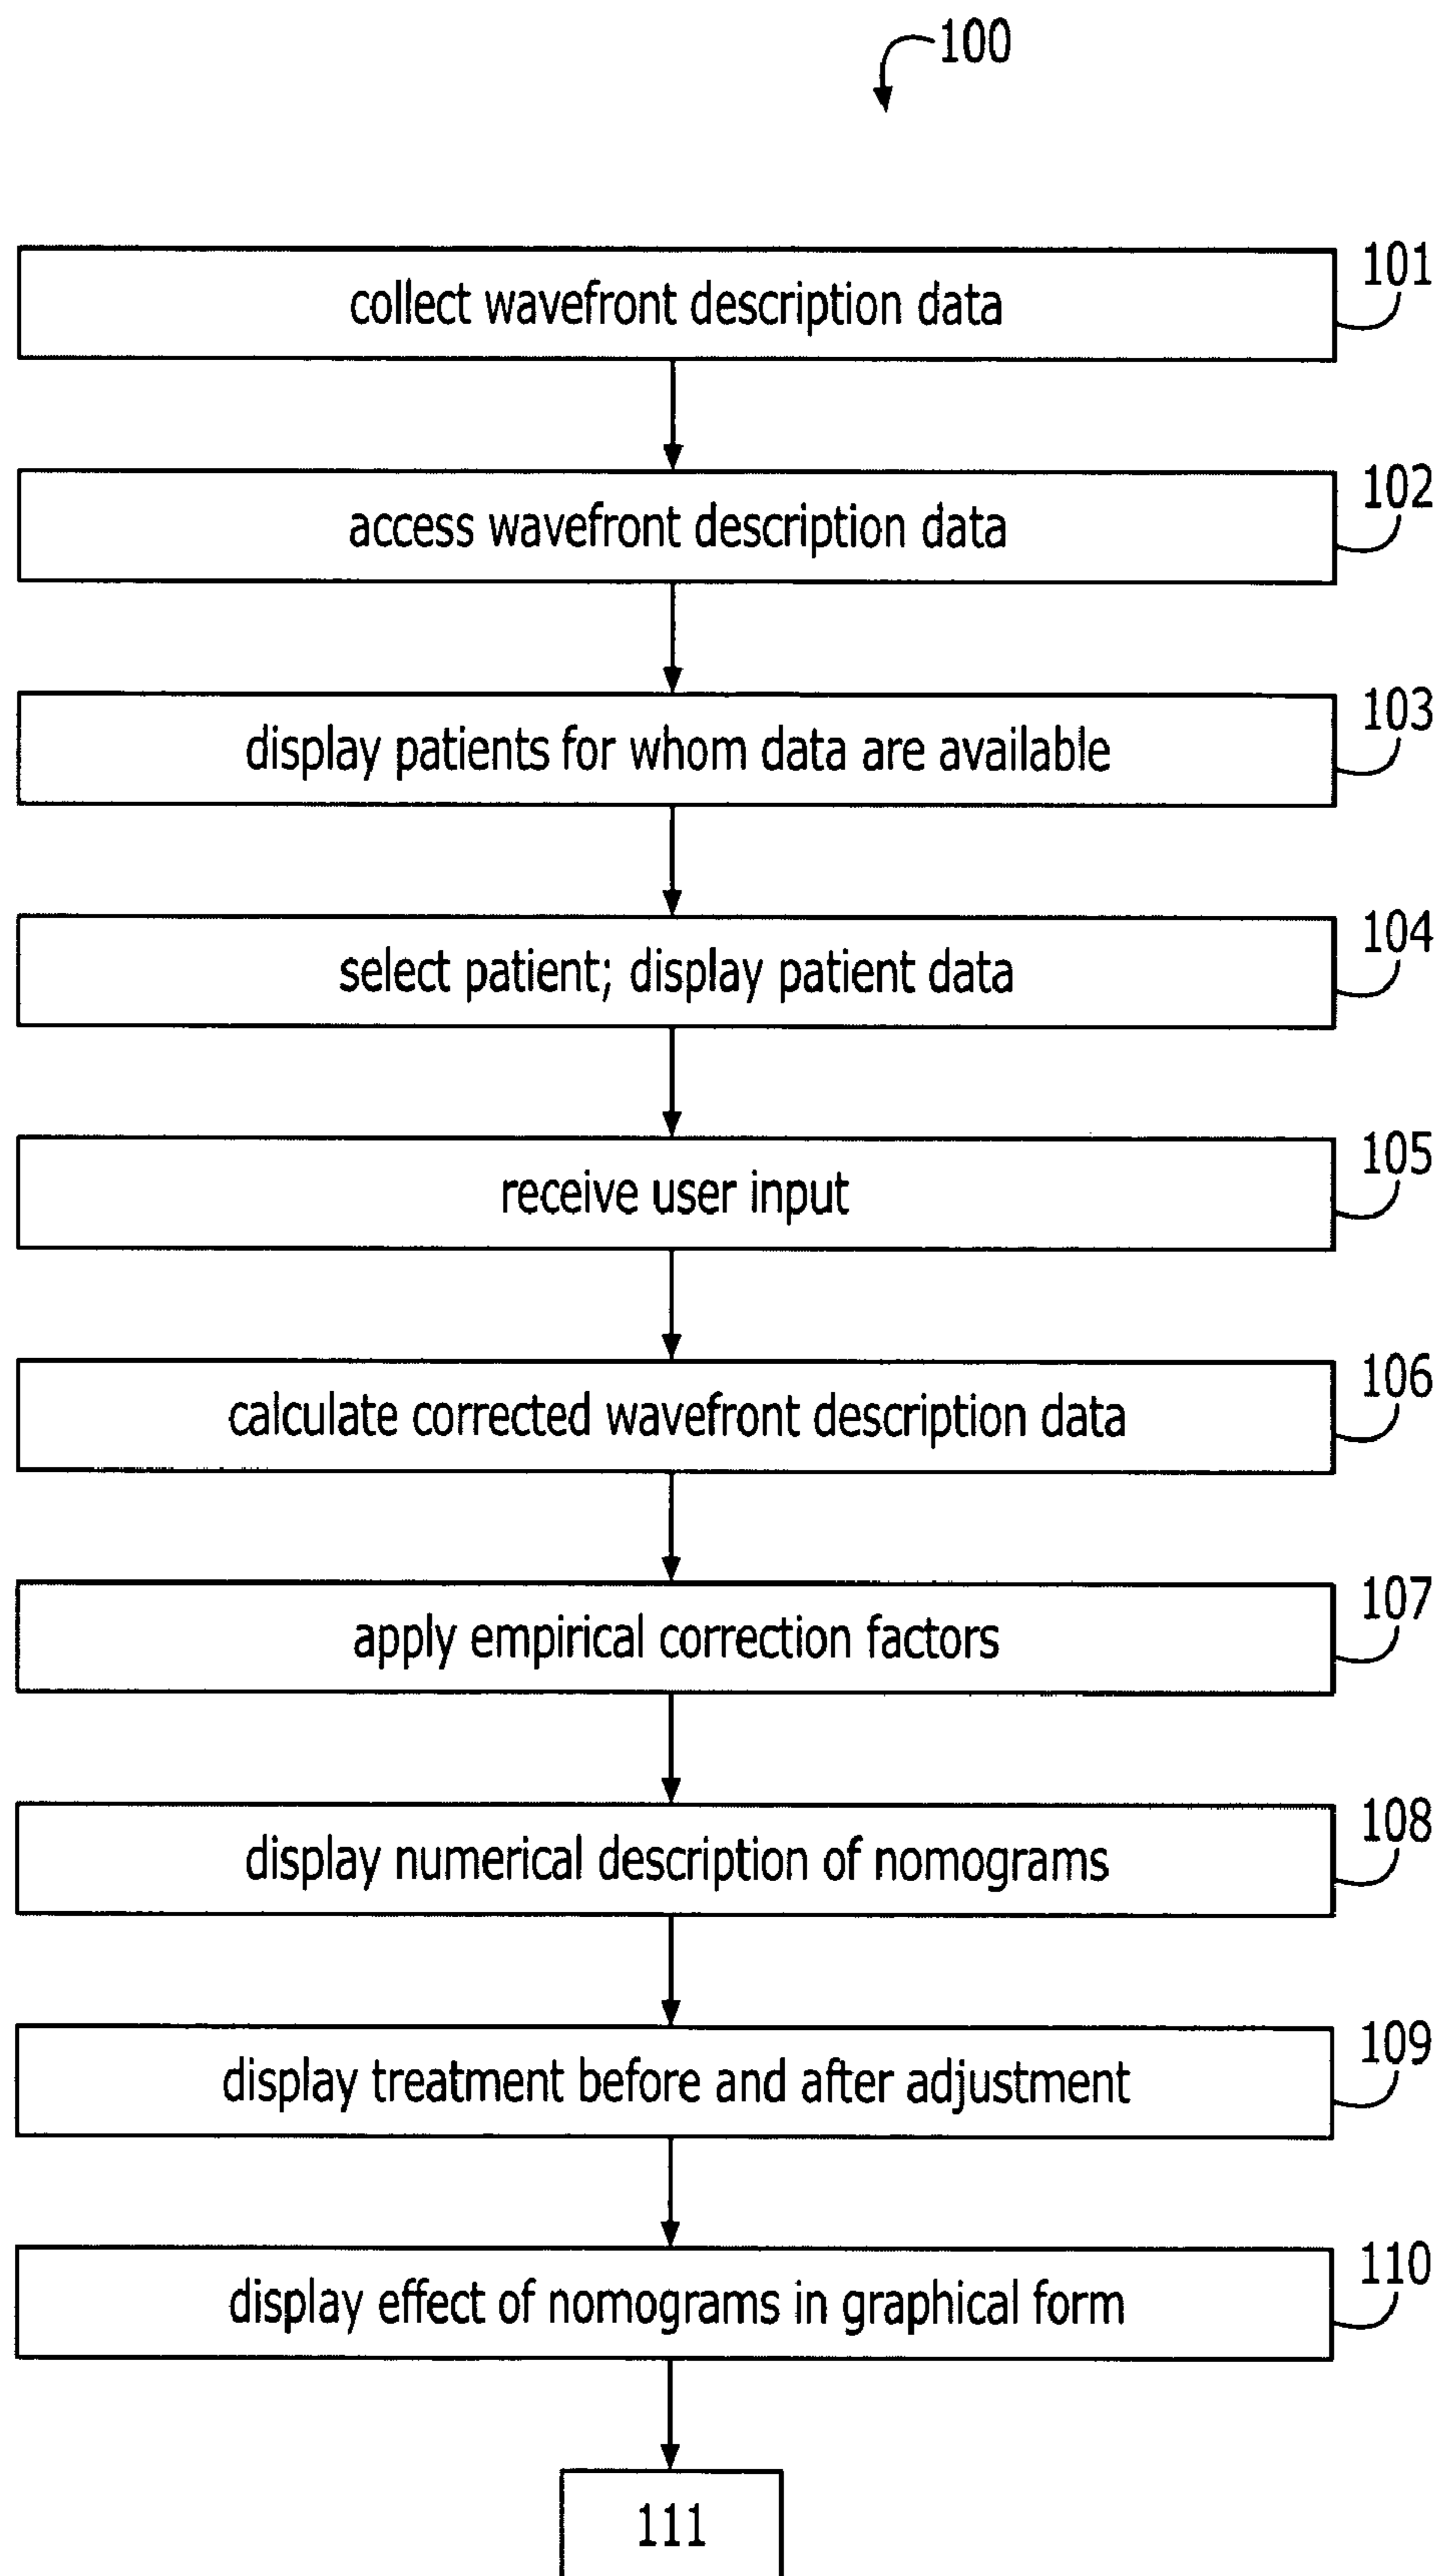 100
collect wavefront description data
101
access wavefront description data
102
display patients for whom data are available
103
select patient; display patient data
104
receive user input
105
calculate corrected wavefront description data
106
apply empirical correction factors
107
display numerical description of nomograms
108
display treatment before and after adjustment
109
display effect of nomograms in graphical form
110
111